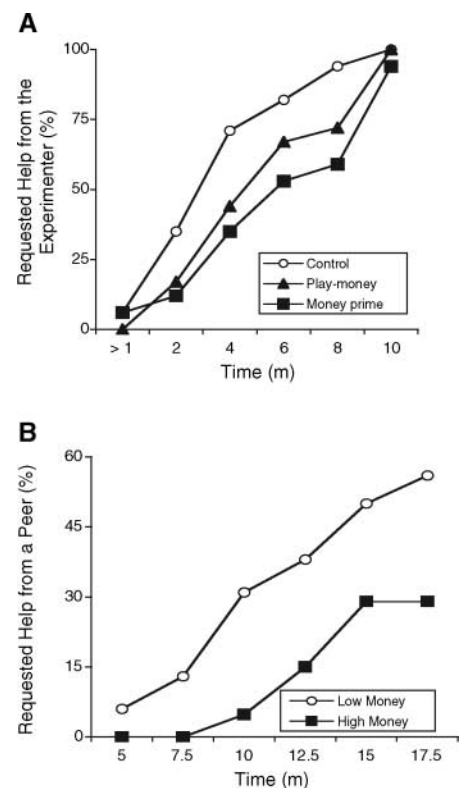 A
Requested Help from the
Experimenter (%)
100
75
50
25
0
Control
Play-money
Money prime
> 1 2 4 6 8 10
Time (m)
B
Requested Help from a Peer (%)
60
45
30
15
0
Low Money
High Money
5 7.5 10 12.5 15 17.5
Time (m)